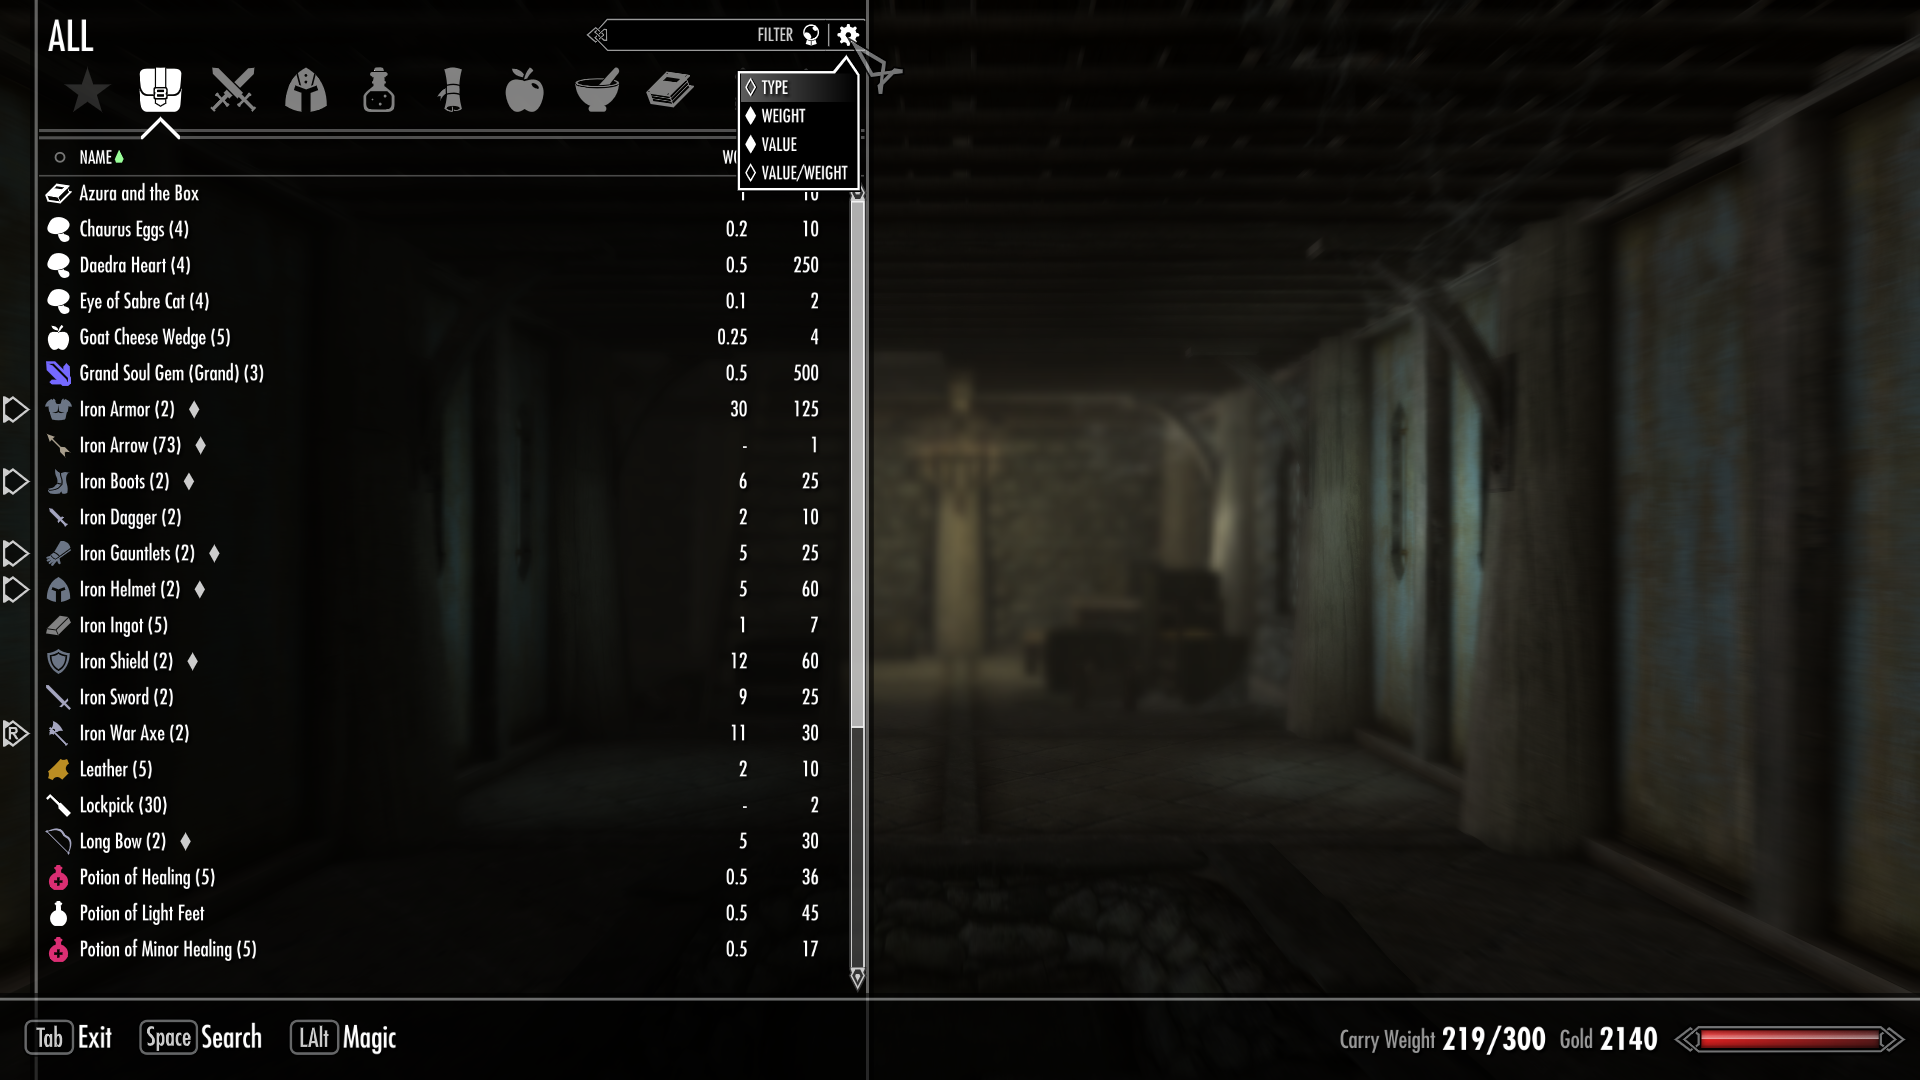 ALL
FILTER
TYPE
WEIGHT
VALUE
VALUE/WEIGHT
NAME
Azura and the Box
Chaurus Eggs (4) 0.2 10
Daedra Heart (4) 0.5 250
Eye of Sabre Cat (4) 0.1 2
Goat Cheese Wedge (5) 0.25 4
Grand Soul Gem (Grand) (3) 0.5 500
Iron Armor (2) 30 125
Iron Arrow (73) - 1
Iron Boots (2) 6 25
Iron Dagger (2) 2 10
Iron Gauntlets (2) 5 25
Iron Helmet (2) 5 60
Iron Ingot (5) 1 7
Iron Shield (2) 12 60
Iron Sword (2) 9 25
R Iron War Axe (2) 11 30
Leather (5) 2 10
Lockpick (30) - 2
Long Bow (2) 5 30
Potion of Healing (5) 0.5 36
Potion of Light Feet 0.5 45
Potion of Minor Healing (5) 0.5 17
Tab Exit Space Search LAlt Magic Carry Weight 219/300 Gold 2140